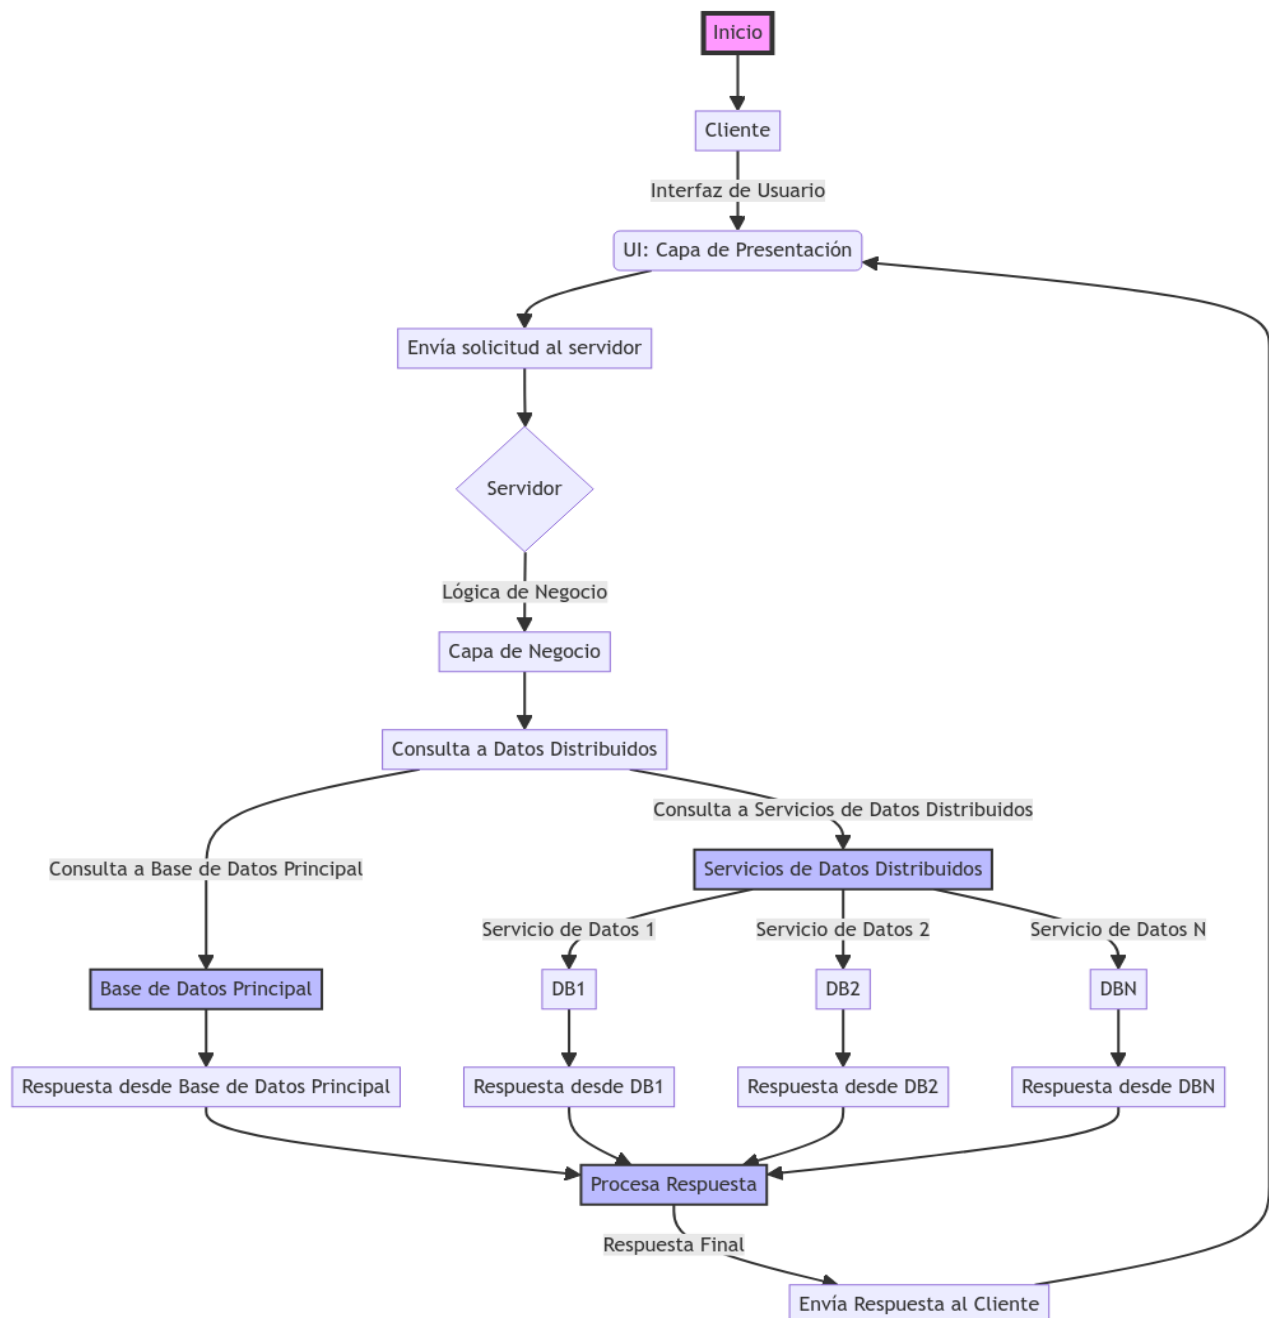 Inicio
Cliente
Interfaz de Usuario
UI: Capa de Presentación
Envía solicitud al servidor
Servidor
Lógica de Negocio
Capa de Negocio
Consulta a Datos Distribuidos
Consulta a Servicios de Datos Distribuidos
Consulta a Base de Datos Principal
Servicios de Datos Distribuidos
Servicio de Datos 1
Servicio de Datos 2
Servicio de Datos N
Base de Datos Principal
DB1
DB2
DBN
Respuesta desde Base de Datos Principal
Respuesta desde DB1
Respuesta desde DB2
Respuesta desde DBN
Procesa Respuesta
Respuesta Final
Envía Respuesta al Cliente